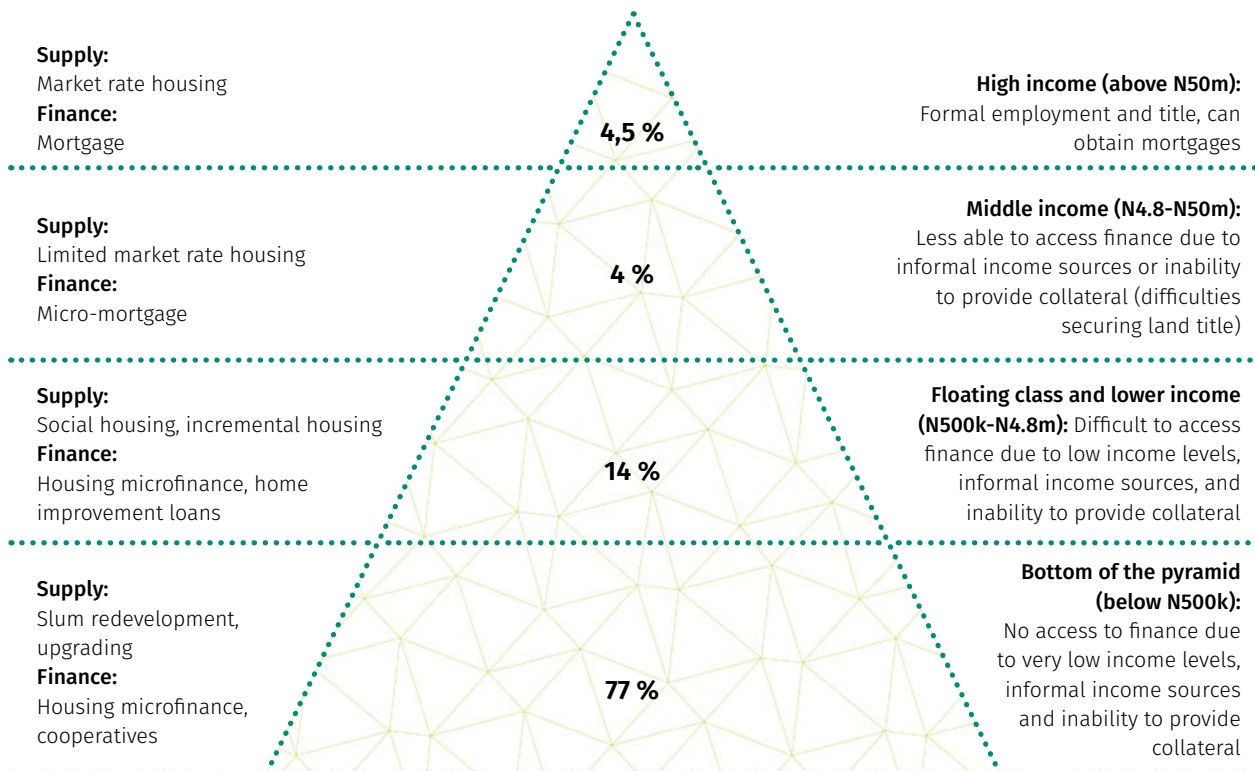 Supply:
Market rate housing
Finance:
Mortgage
4,5 %
High income (above N50m):
Formal employment and title, can
obtain mortgages
Supply:
Limited market rate housing
Finance:
Micro-mortgage
4 %
Middle income (N4.8-N50m):
Less able to access finance due to
informal income sources or inability
to provide collateral (difficulties
securing land title)
Supply:
Social housing, incremental housing
Finance:
Housing microfinance, home
improvement loans
14 %
Floating class and lower income
(N500k-N4.8m): Difficult to access
finance due to low income levels,
informal income sources, and
inability to provide collateral
Supply:
Slum redevelopment,
upgrading
Finance:
Housing microfinance,
cooperatives
77 %
Bottom of the pyramid
(below N500k):
No access to finance due
to very low income levels,
informal income sources
and inability to provide
collateral